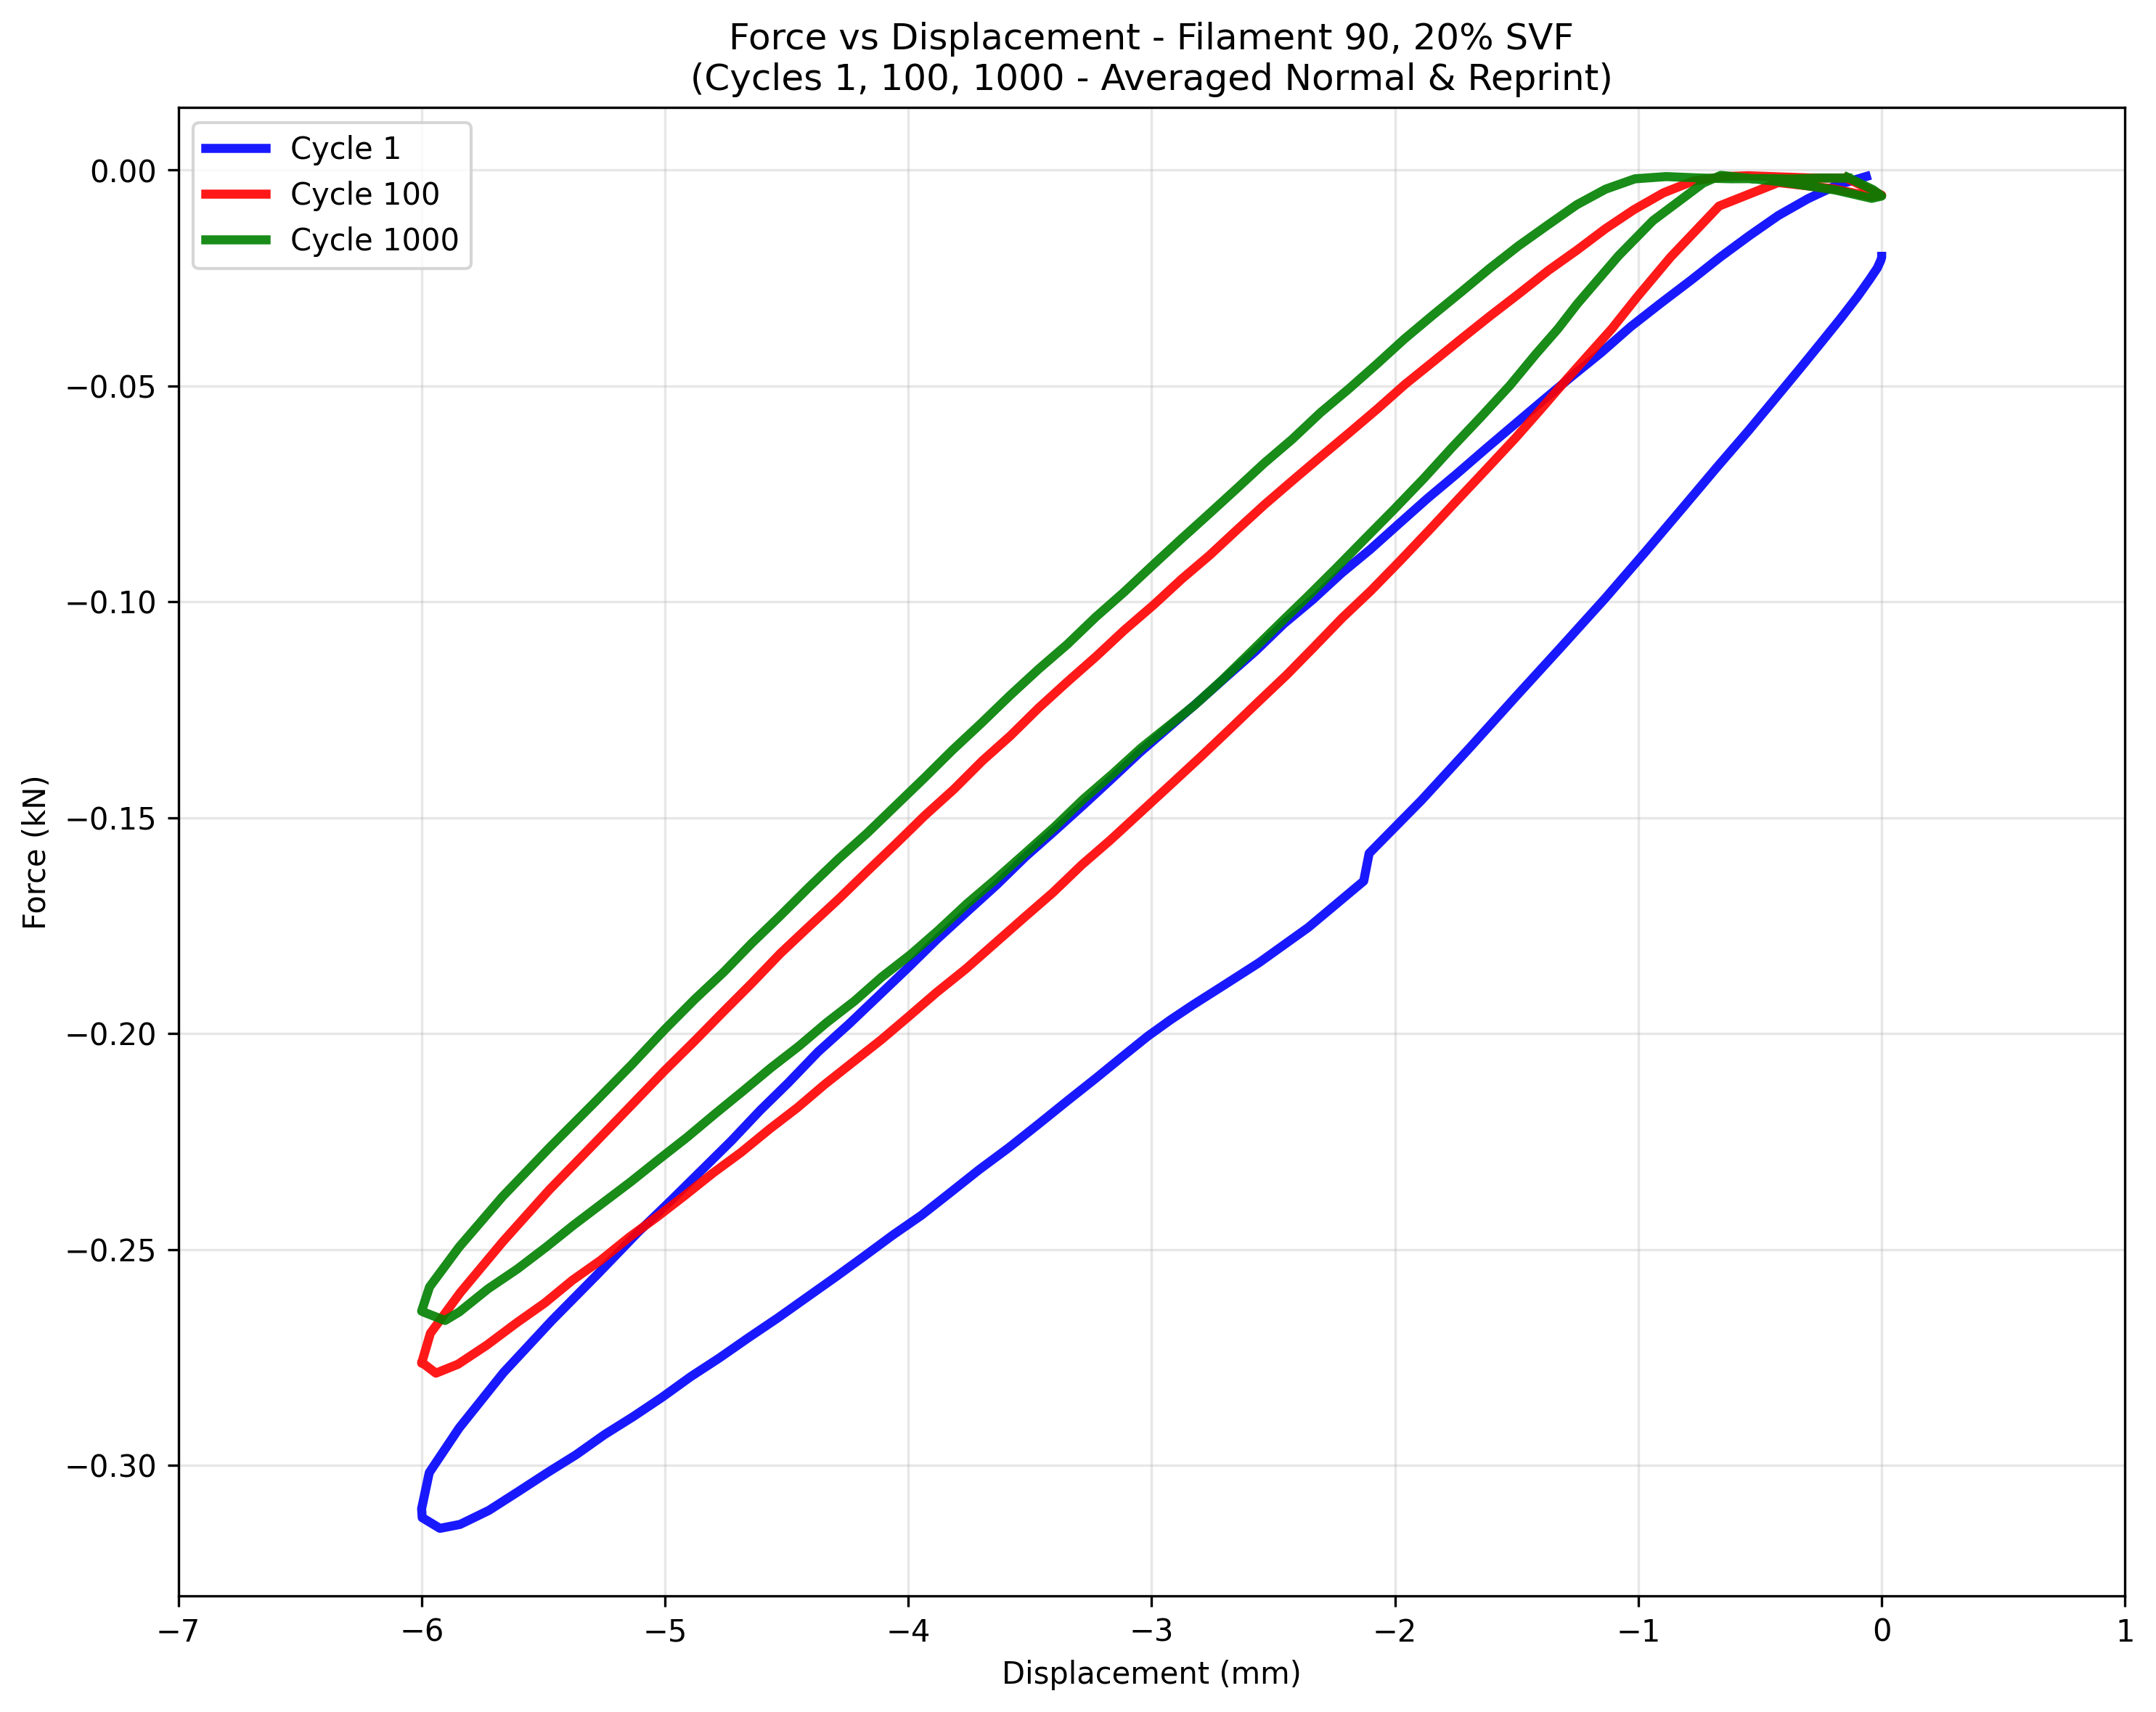 Force vs Displacement - Filament 90, 20% SVF
(Cycles 1, 100, 1000 - Averaged Normal & Reprint)
Cycle 1
Cycle 100
Cycle 1000
0.00
−0.05
−0.10
−0.15
−0.20
−0.25
−0.30
Force (kN)
−7 −6 −5 −4 −3 −2 −1 0 1
Displacement (mm)